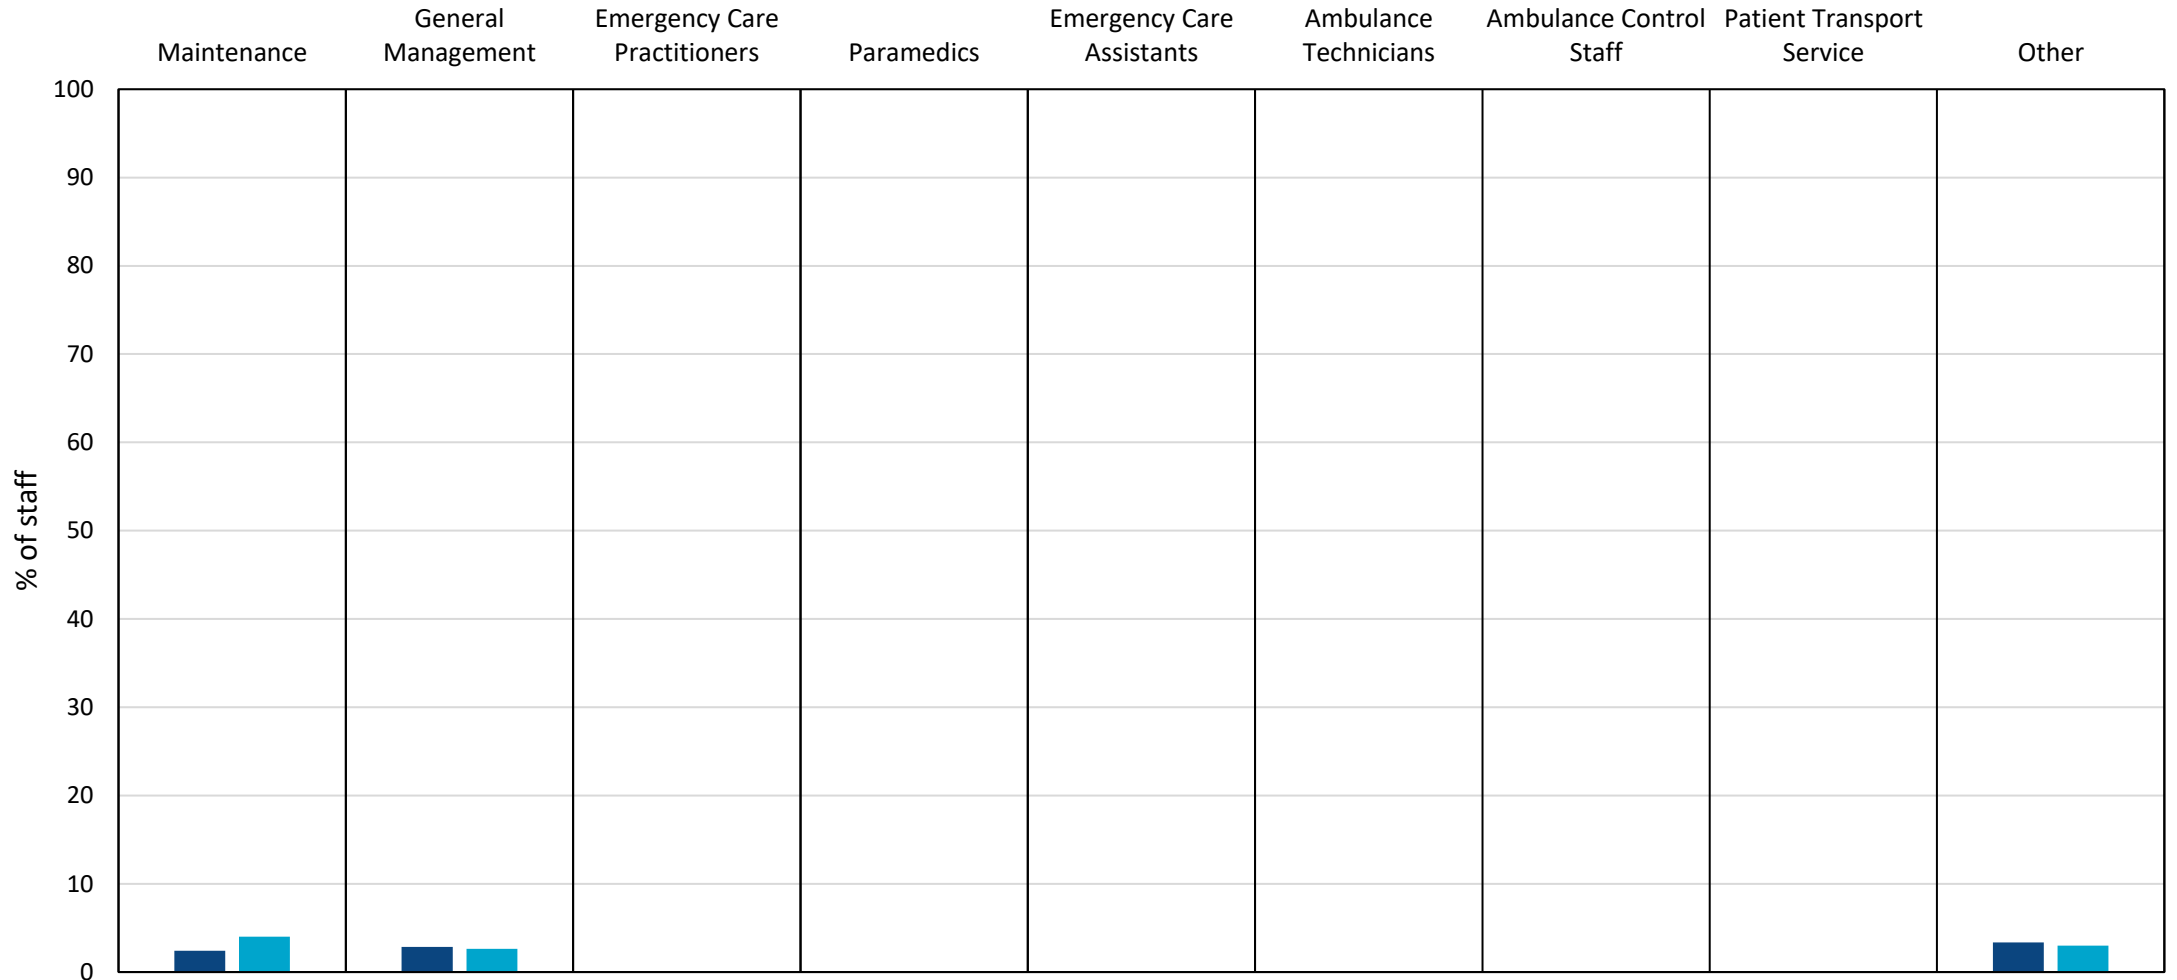 Maintenance
General
Management
Emergency Care
Practitioners
Paramedics
Emergency Care
Assistants
Ambulance
Technicians
Ambulance Control
Staff
Patient Transport
Service
Other
100
90
80
70
60
50
40
30
20
10
0
% of staff